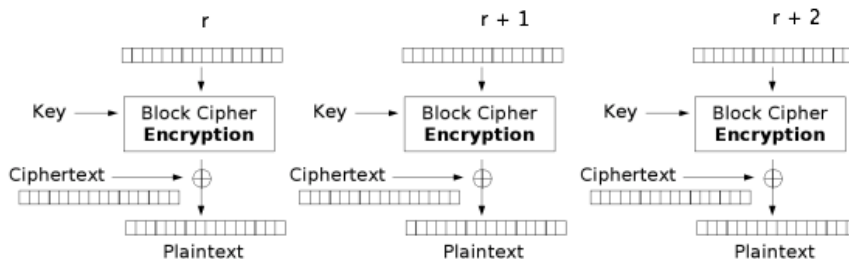 r r + 1 r + 2
Key Block Cipher Encryption Key Block Cipher Encryption Key Block Cipher Encryption
Ciphertext Ciphertext Ciphertext
Plaintext Plaintext Plaintext